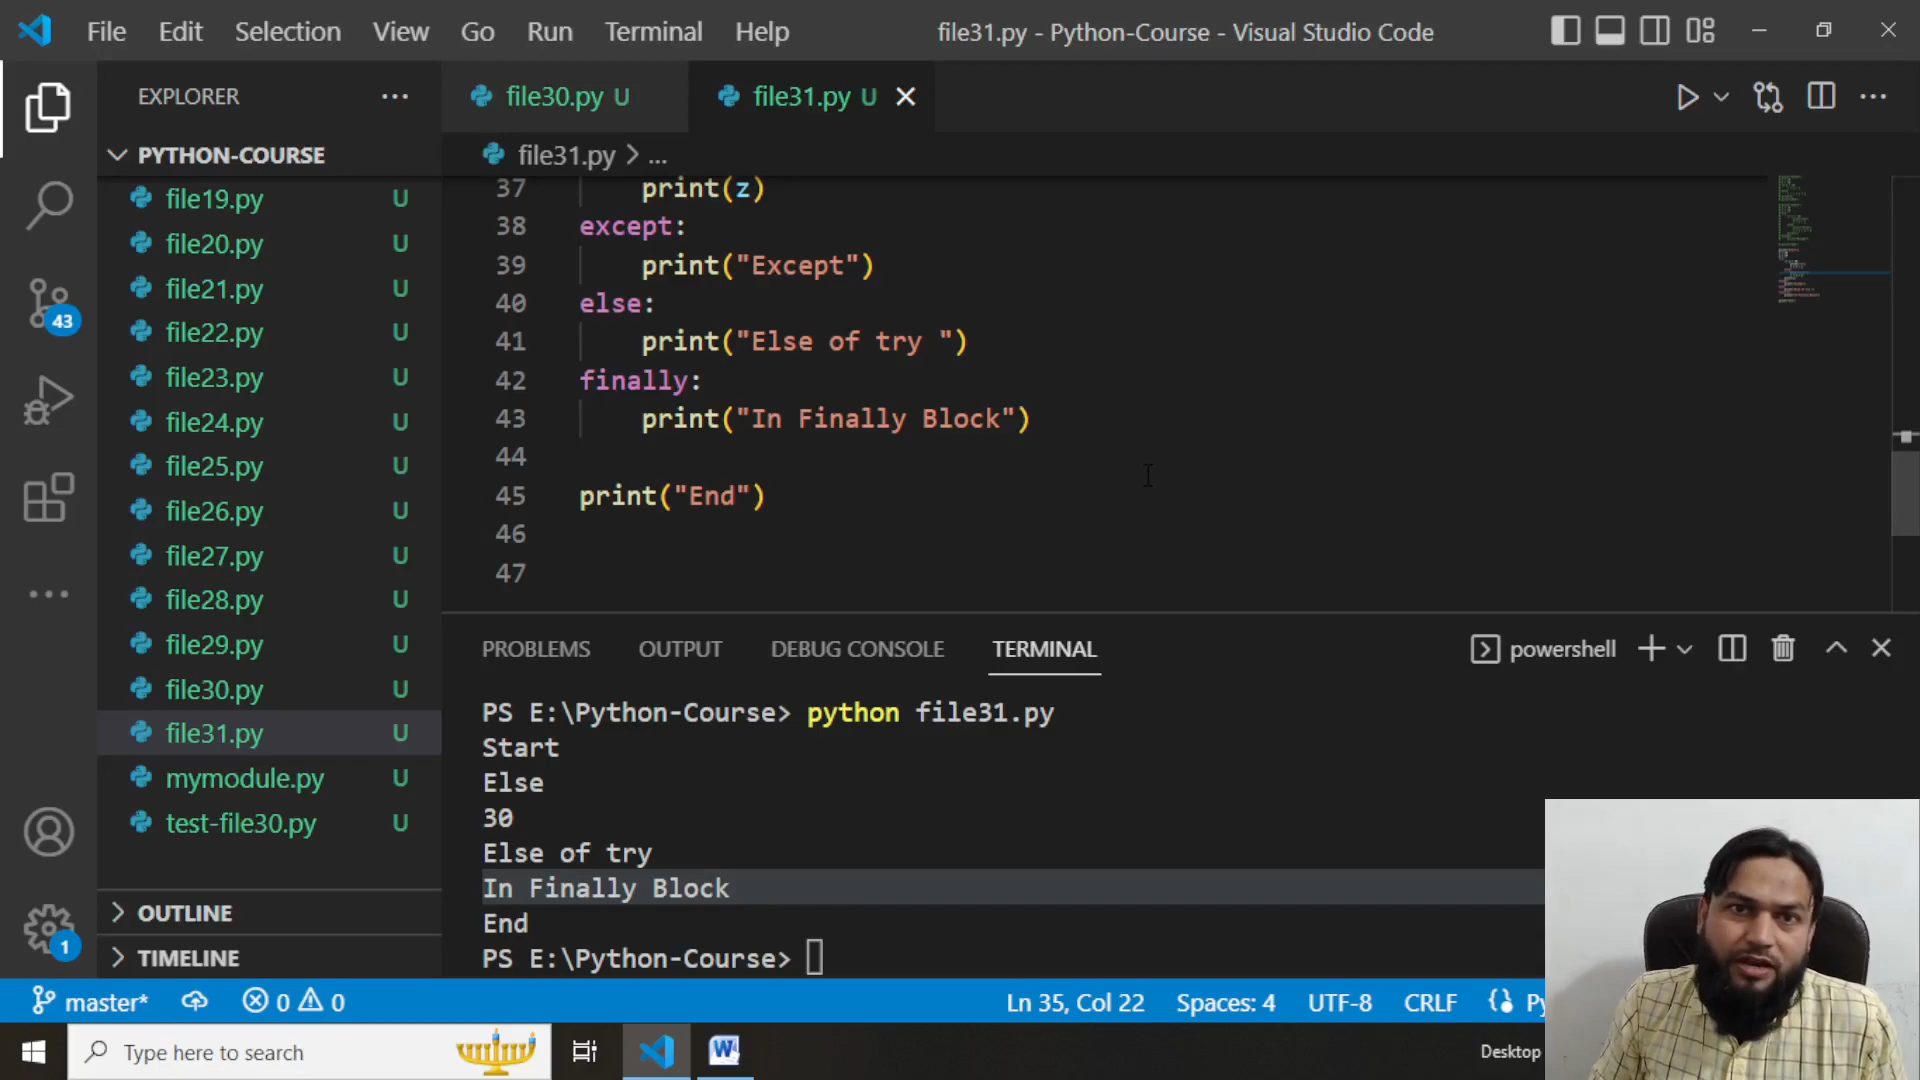 File Edit Selection View Go Run Terminal Help
file31.py - Python-Course - Visual Studio Code
EXPLORER
PYTHON-COURSE
file19.py U
file20.py U
file21.py U
file22.py U
file23.py U
file24.py U
file25.py U
file26.py U
file27.py U
file28.py U
file29.py U
file30.py U
file31.py U
mymodule.py U
test-file30.py U
OUTLINE
TIMELINE
43
1
file30.py U
file31.py U
file31.py > ...
37 print(z)
38 except:
39 print("Except")
40 else:
41 print("Else of try ")
42 finally:
43 print("In Finally Block")
44
45 print("End")
46
47
PROBLEMS OUTPUT DEBUG CONSOLE TERMINAL
powershell
PS E:\Python-Course> python file31.py
Start
Else
30
Else of try
In Finally Block
End
PS E:\Python-Course>
master* 0 0
Ln 35, Col 22 Spaces: 4 UTF-8 CRLF Py
Type here to search
W
Desktop